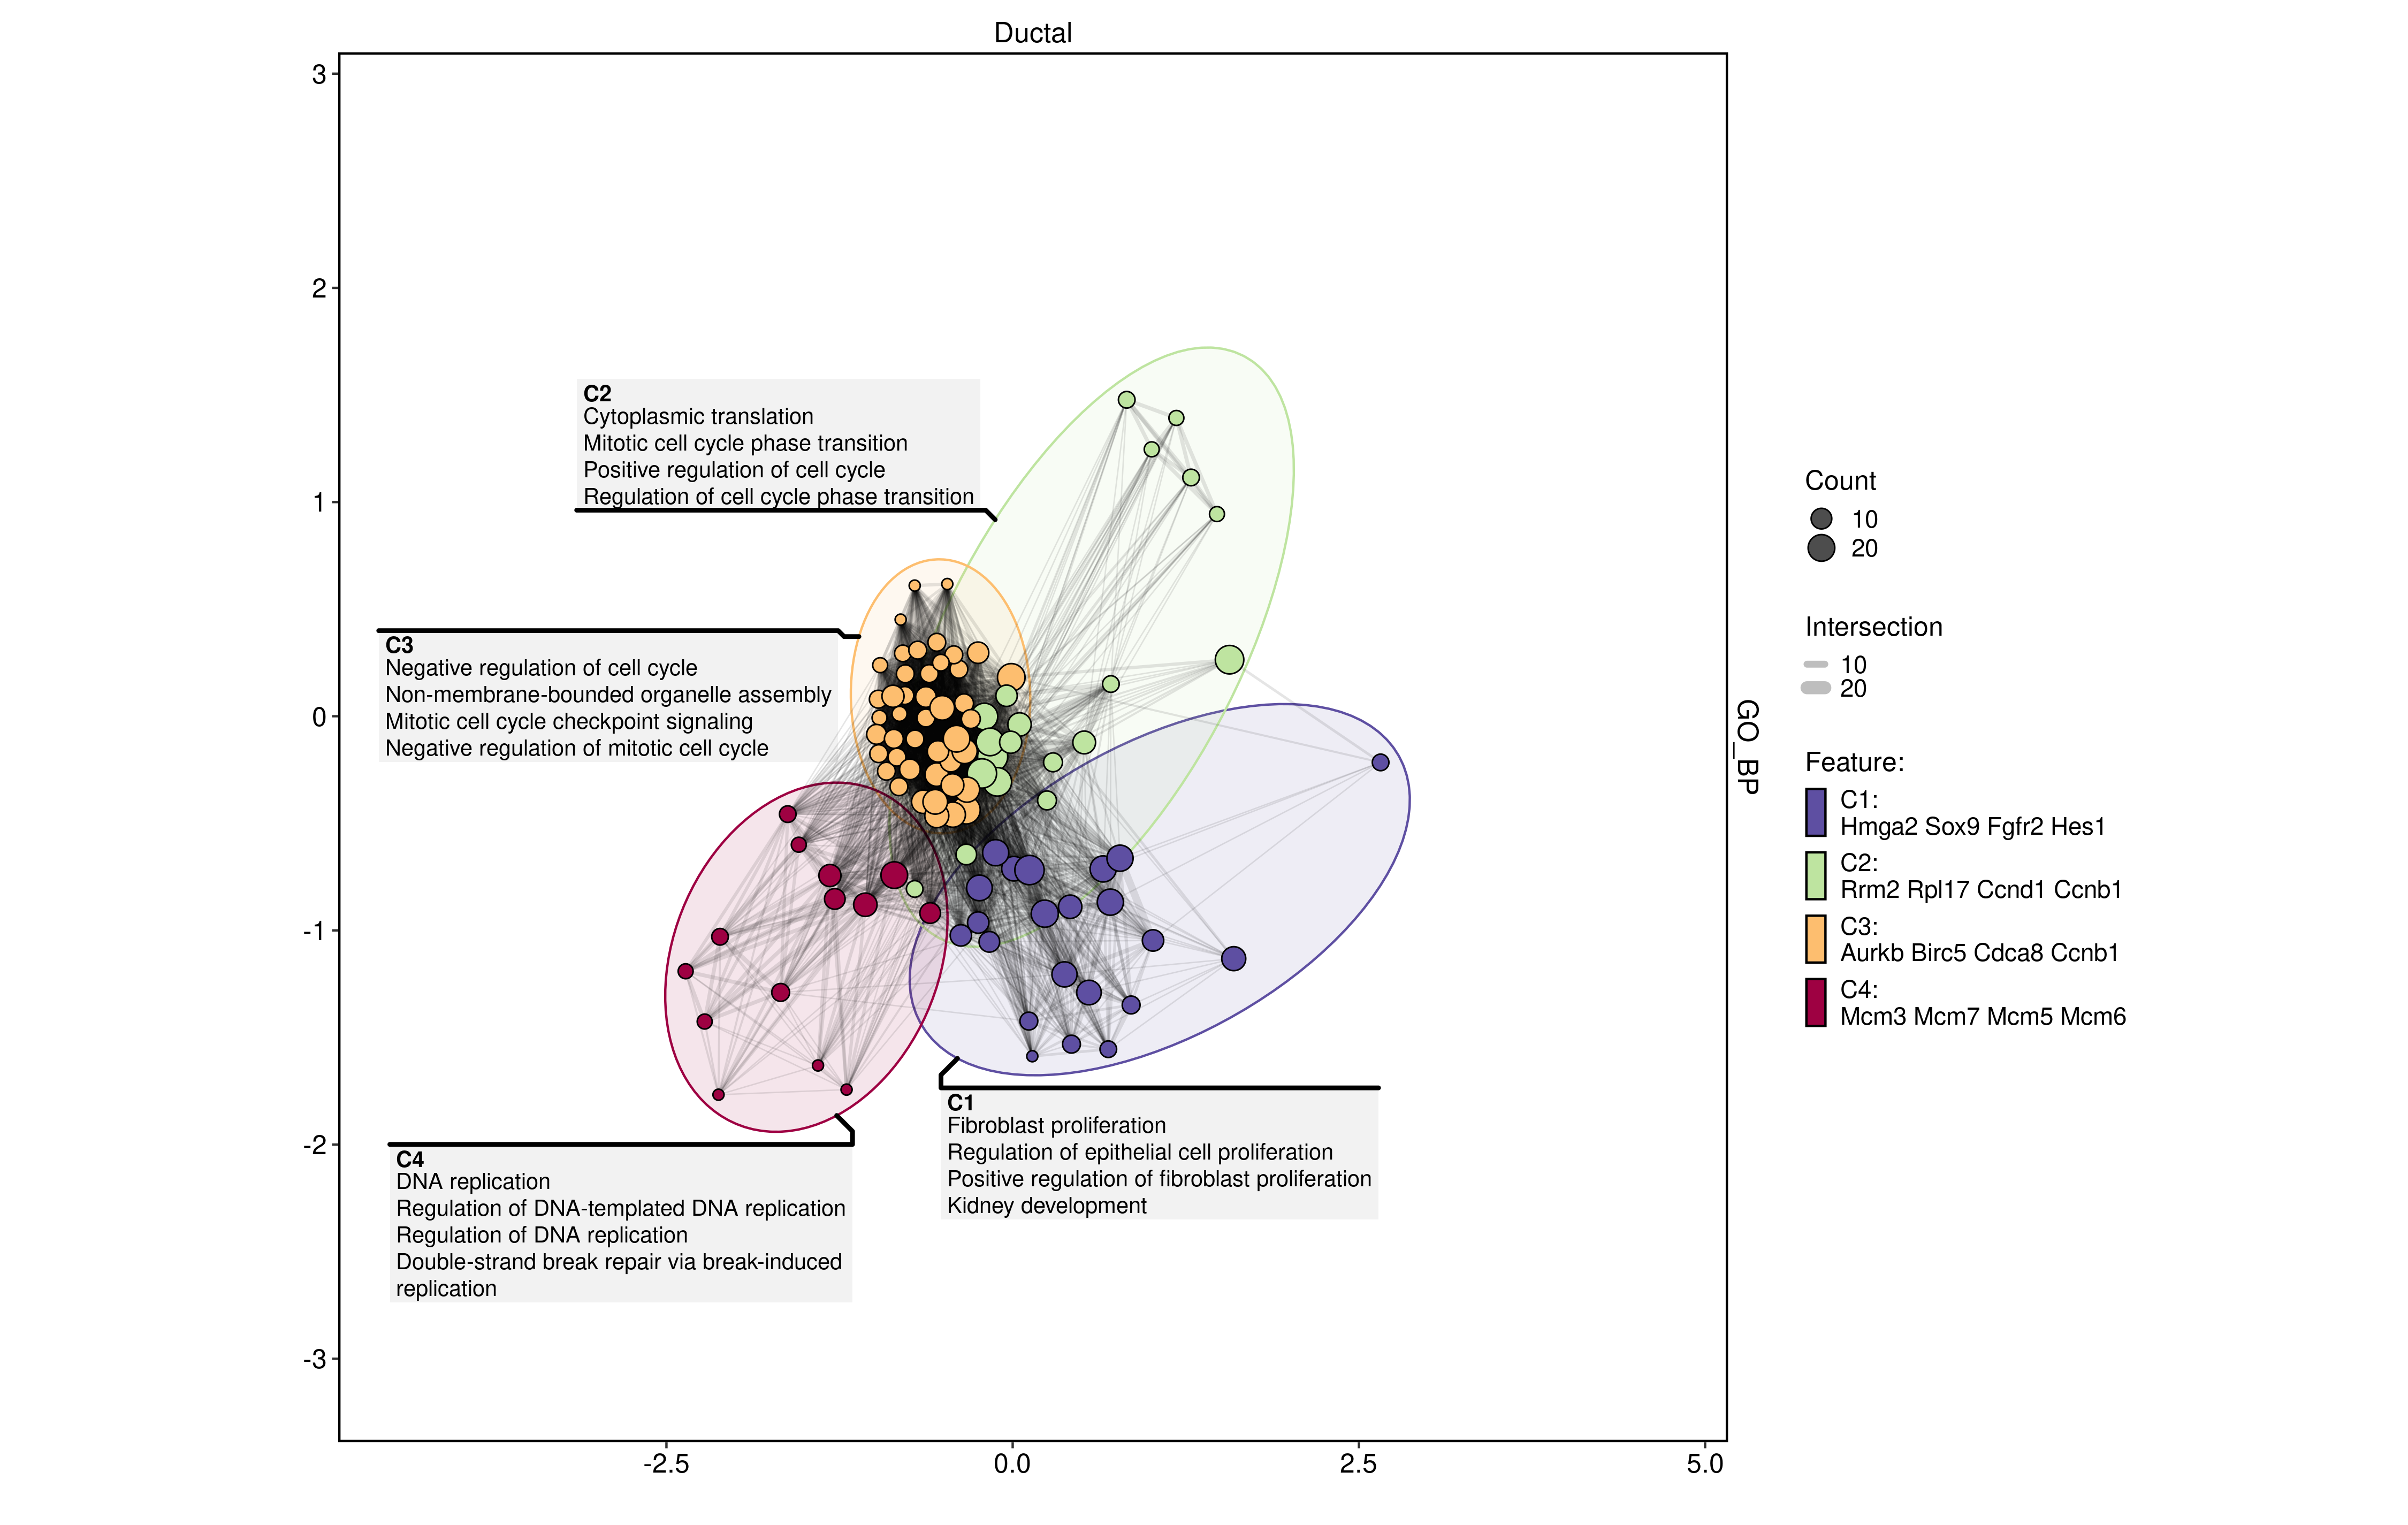 Ductal
3
2
1
0
-1
-2
-3
-2.5
0.0
2.5
5.0
GO_BP
C2
Cytoplasmic translation
Mitotic cell cycle phase transition
Positive regulation of cell cycle
Regulation of cell cycle phase transition
C3
Negative regulation of cell cycle
Non-membrane-bounded organelle assembly
Mitotic cell cycle checkpoint signaling
Negative regulation of mitotic cell cycle
C1
Fibroblast proliferation
Regulation of epithelial cell proliferation
Positive regulation of fibroblast proliferation
Kidney development
C4
DNA replication
Regulation of DNA-templated DNA replication
Regulation of DNA replication
Double-strand break repair via break-induced
replication
Count
10
20
Intersection
10
20
Feature:
C1:
Hmga2 Sox9 Fgfr2 Hes1
C2:
Rrm2 Rpl17 Ccnd1 Ccnb1
C3:
Aurkb Birc5 Cdca8 Ccnb1
C4:
Mcm3 Mcm7 Mcm5 Mcm6